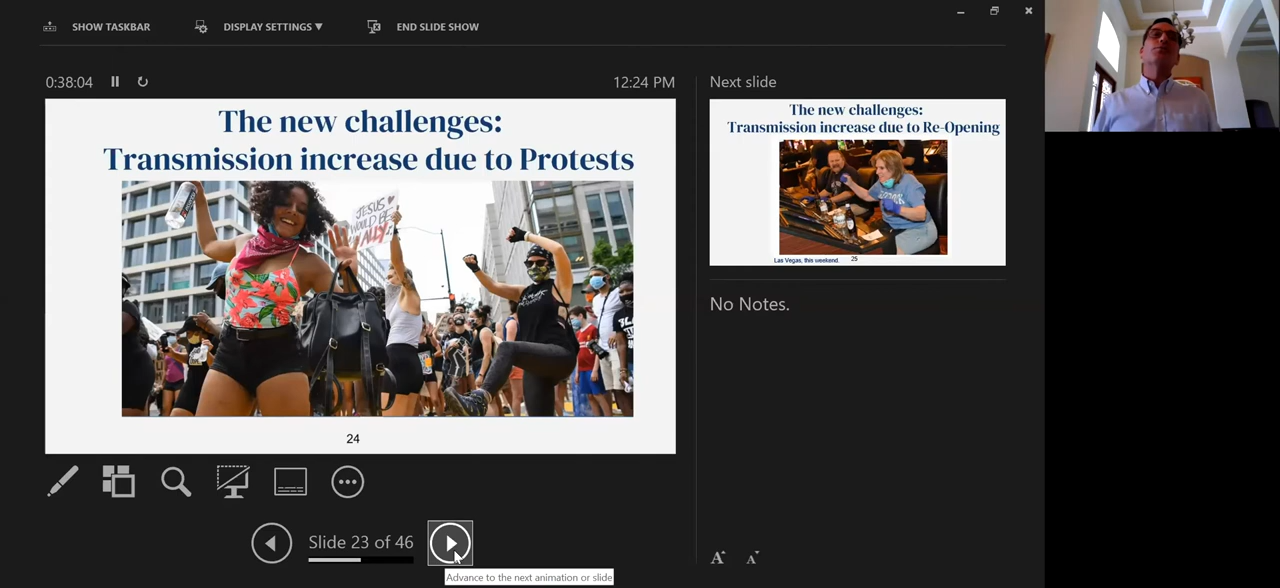 SHOW TASKBAR
DISPLAY SETTINGS ▼
END SLIDE SHOW
0:38:04
12:24 PM
The new challenges:
Transmission increase due to Protests
JESUS
WOULD BE
ALLY!
24
Slide 23 of 46
Advance to the next animation or slide
Next slide
The new challenges:
Transmission increase due to Re-Opening
Las Vegas, this weekend.
25
No Notes.
A
A